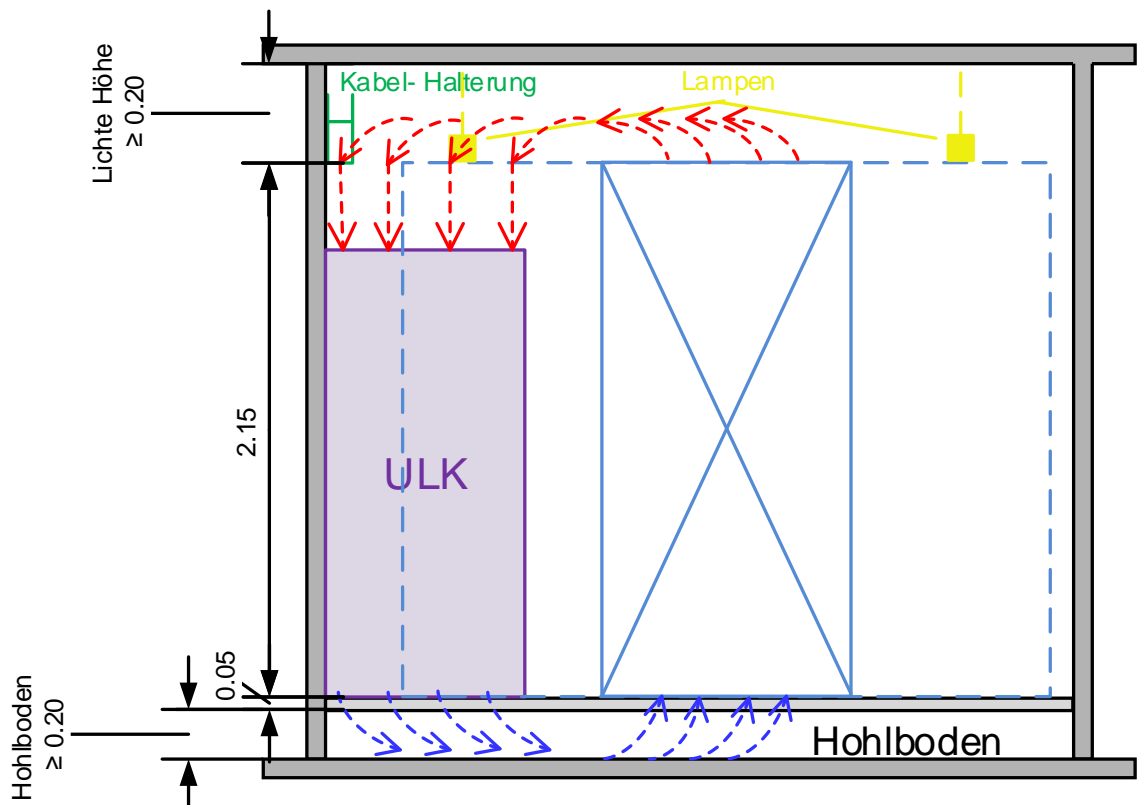 Kabel- Halterung
Lampen
Lichte Höhe
≥ 0.20
2.15
ULK
0.05
Hohlboden
≥ 0.20
Hohlboden